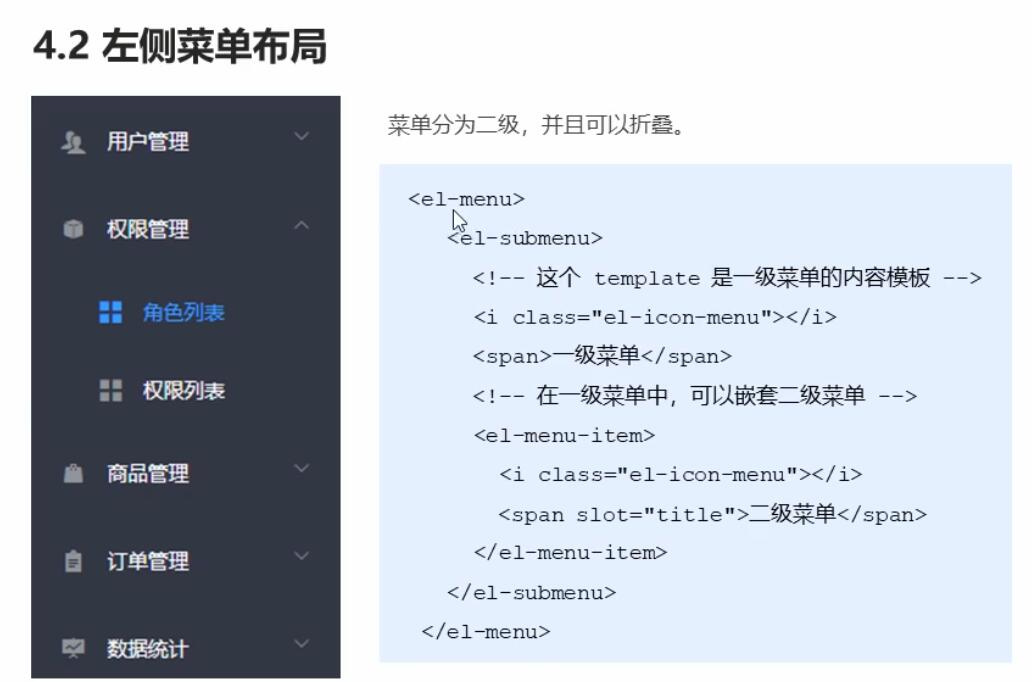 4.2 左侧菜单布局
用户管理
权限管理
角色列表
权限列表
商品管理
订单管理
数据统计
菜单分为二级，并且可以折叠。
<el-menu>
<el-submenu>
<!-- 这个 template 是一级菜单的内容模板 -->
<i class="el-icon-menu"></i>
<span>一级菜单</span>
<!-- 在一级菜单中，可以嵌套二级菜单 -->
<el-menu-item>
<i class="el-icon-menu"></i>
<span slot="title">二级菜单</span>
</el-menu-item>
</el-submenu>
</el-menu>